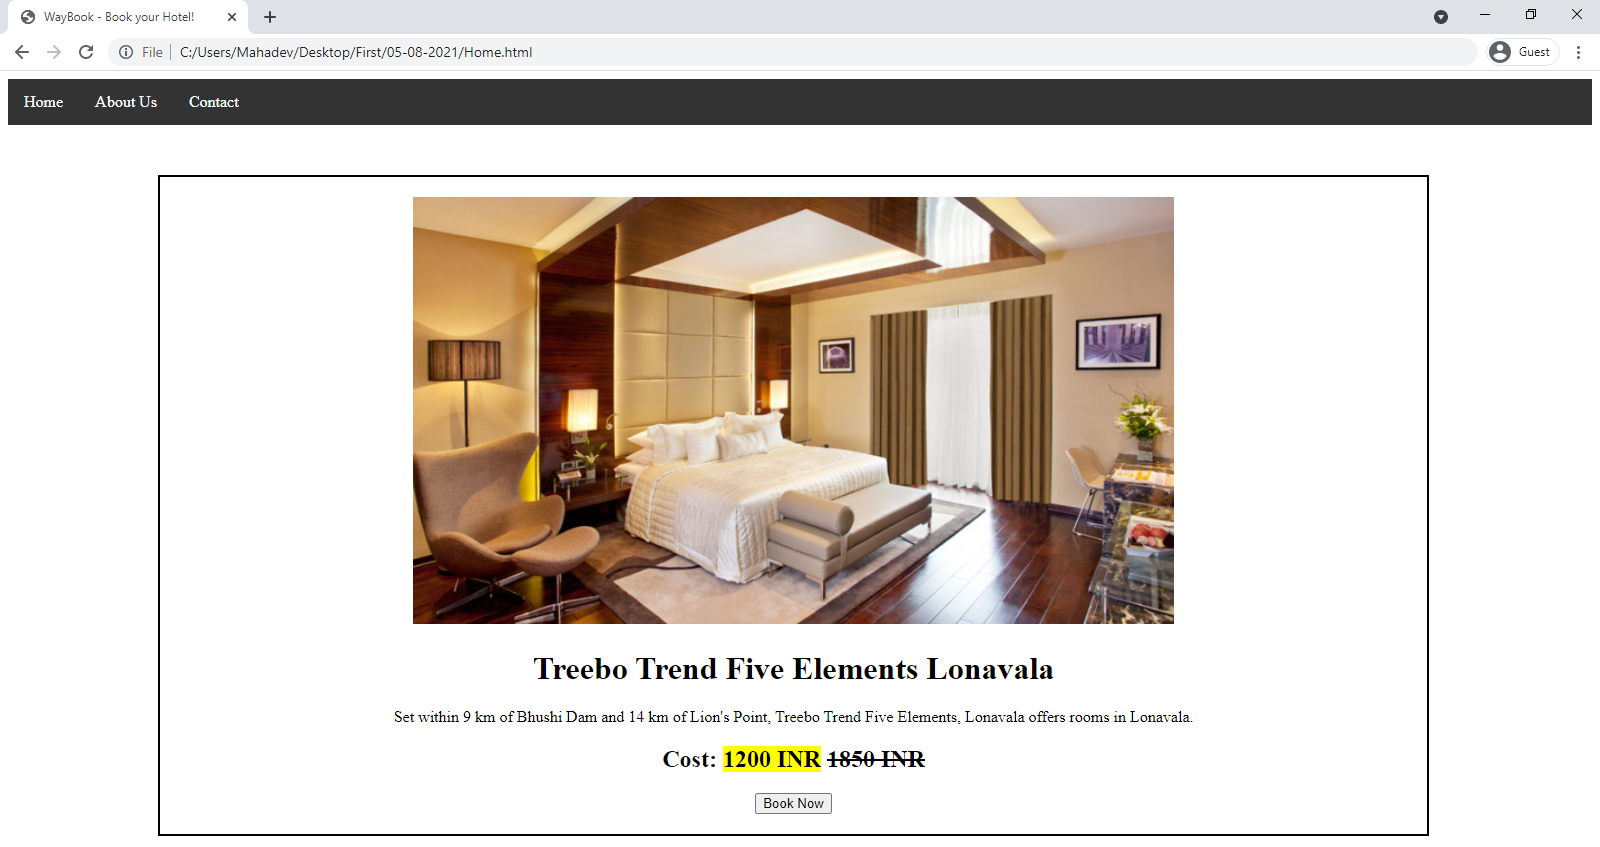 WayBook - Book your Hotel!
File | C:/Users/Mahadev/Desktop/First/05-08-2021/Home.html
Guest
Home About Us Contact
Treebo Trend Five Elements Lonavala
Set within 9 km of Bhushi Dam and 14 km of Lion's Point, Treebo Trend Five Elements, Lonavala offers rooms in Lonavala.
Cost: 1200 INR 1850 INR
Book Now